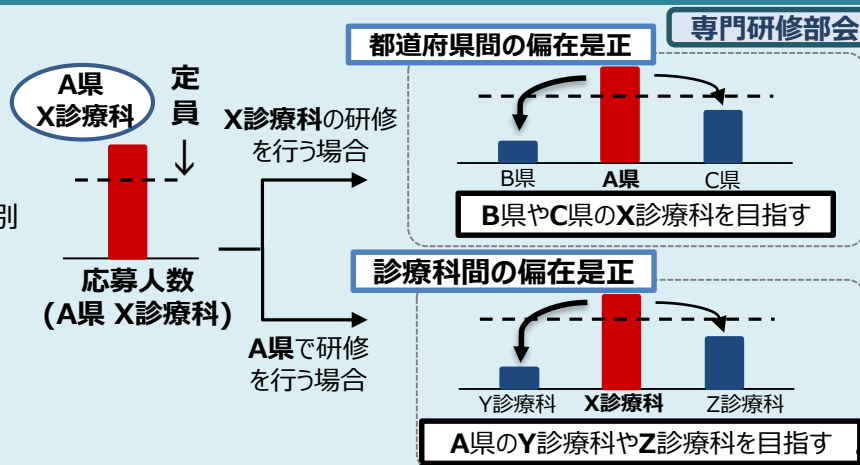 専門研修部会
都道府県間の偏在是正
A県
X診療科
定
員
X診療科の研修
を行う場合
B県
A県
C県
B県やC県のX診療科を目指す
別
応募人数
(A県 X診療科)
診療科間の偏在是正
A県で研修
を行う場合
Y診療科
X診療科
Z診療科
A県のY診療科やZ診療科を目指す